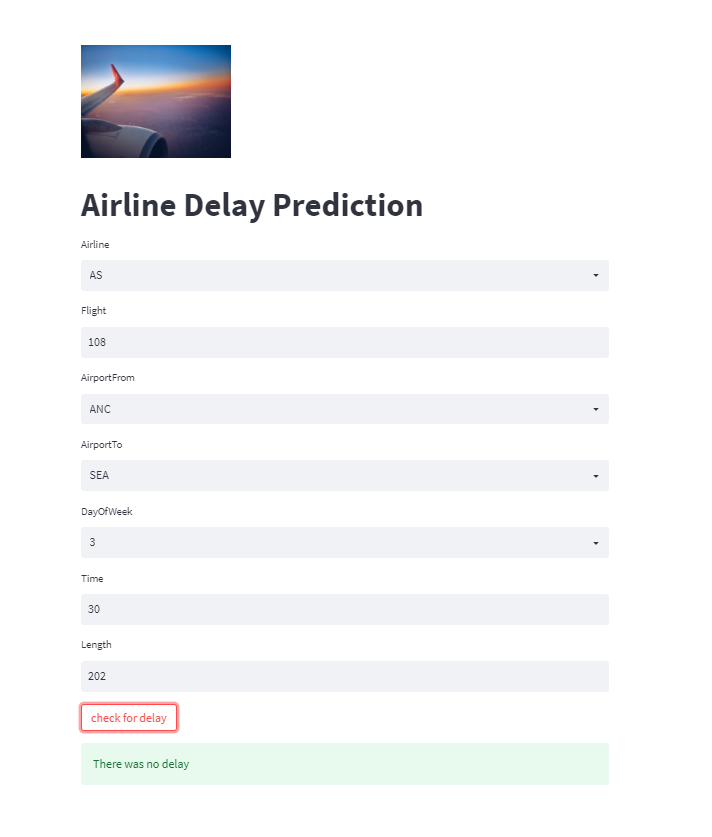 Airline Delay Prediction
Airline
AS
Flight
108
AirportFrom
ANC
AirportTo
SEA
DayOfWeek
3
Time
30
Length
202
check for delay
There was no delay